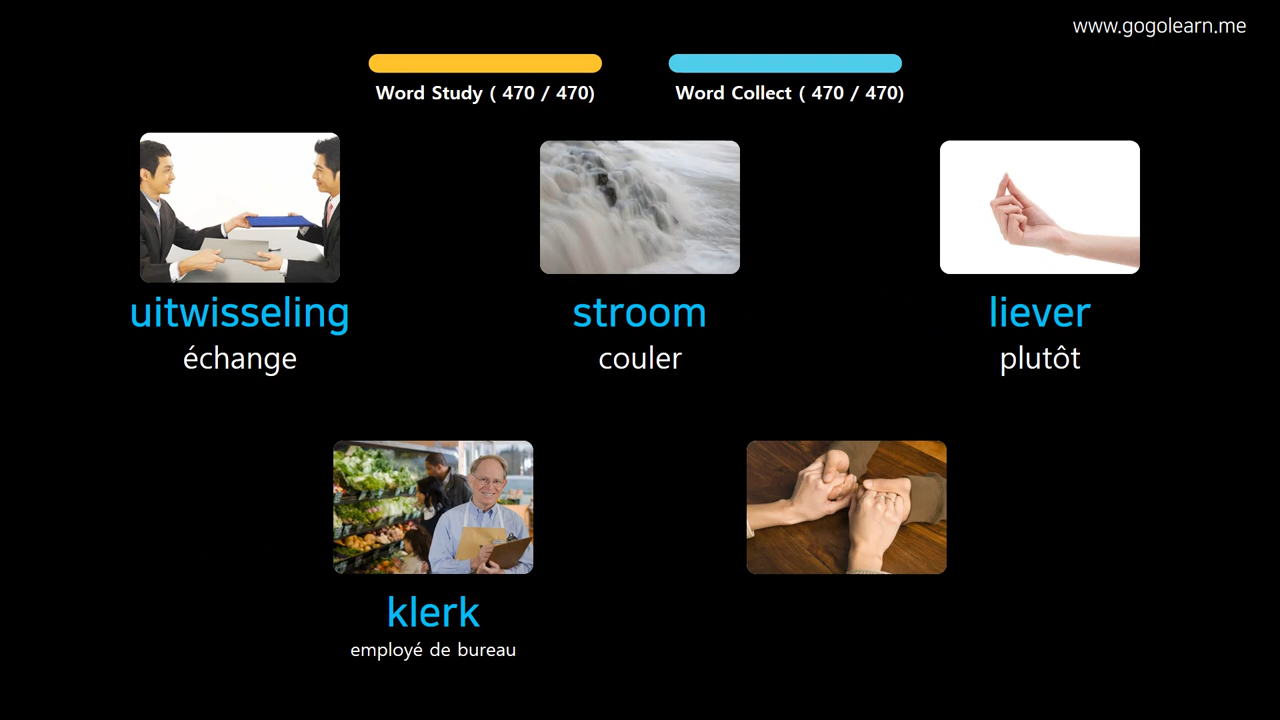 www.gogolearn.me
Word Study ( 470 / 470)
Word Collect ( 470 / 470)
uitwisseling
échange
stroom
couler
liever
plutôt
klerk
employé de bureau